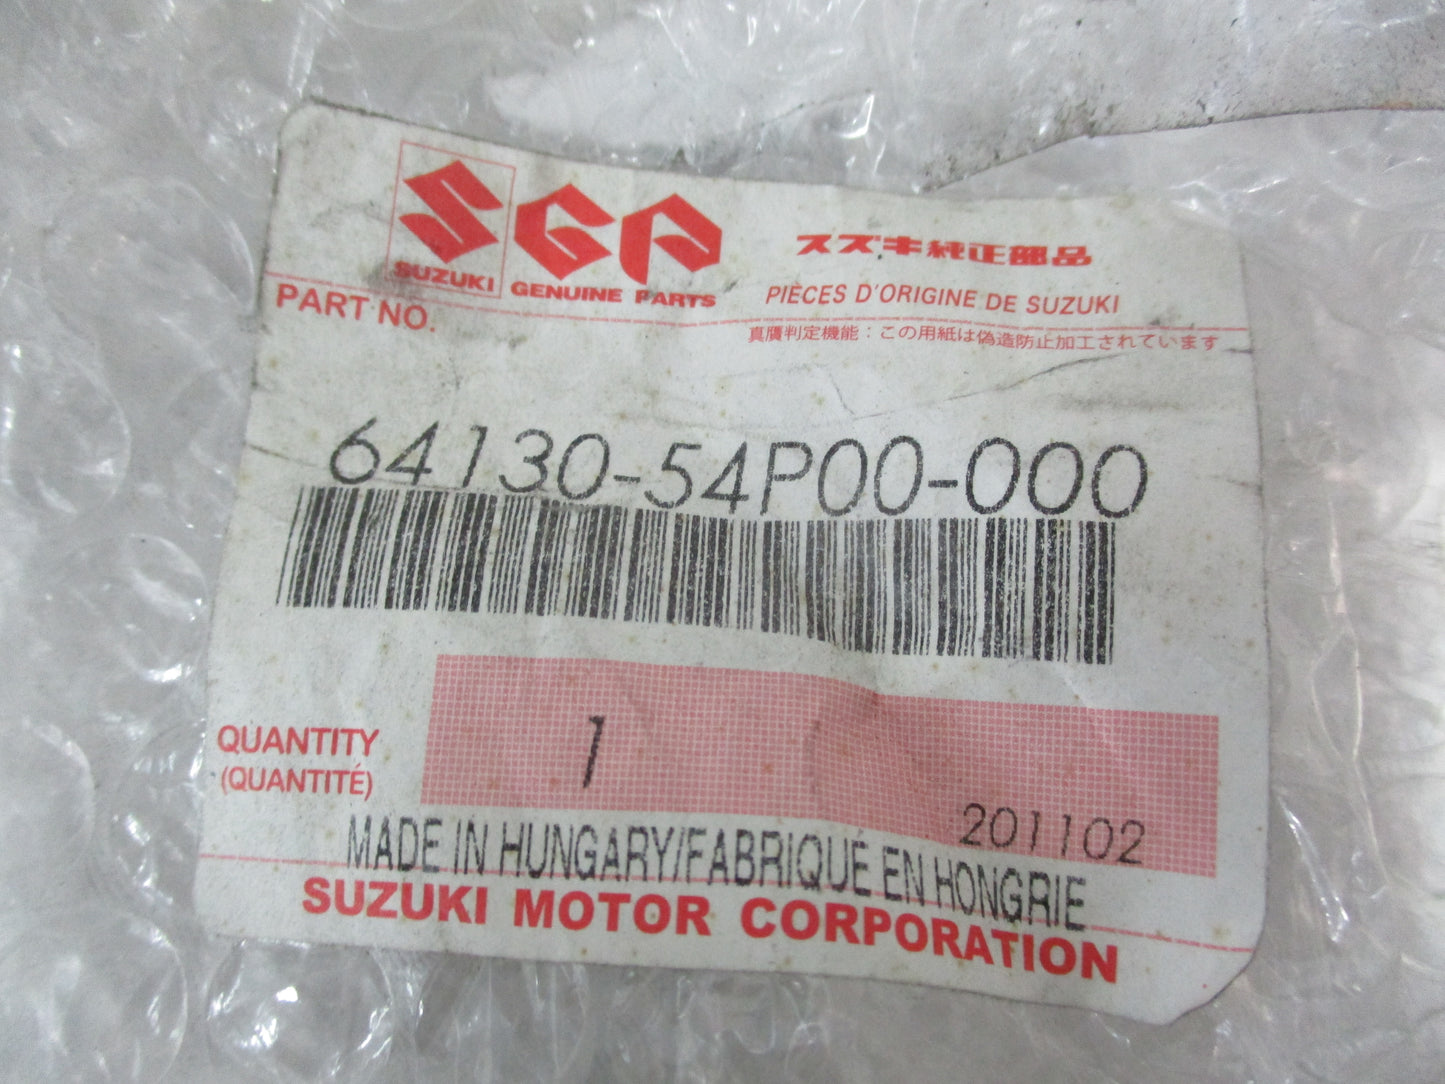 SUZUKI
SGP
GENUINE PARTS
スズキ純正部品
PIÈCES D'ORIGINE DE SUZUKI
PART NO.
真贋判定機能：この用紙は偽造防止加工されています
64130-54P00-000
QUANTITY
(QUANTITÉ)
1
201102
MADE IN HUNGARY/FABRIQUÉ EN HONGRIE
SUZUKI MOTOR CORPORATION